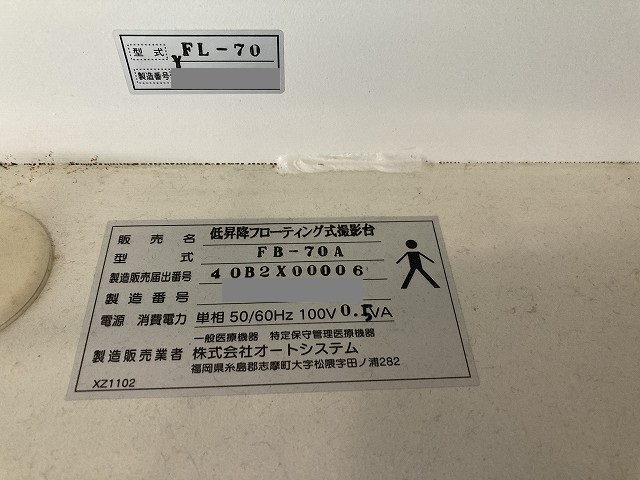 型式 FL-70
製造番号
販売名 低昇降フローティング式撮影台
型式 FB-70A
製造販売届出番号 40B2X00006
製造番号
電源 消費電力 単相 50/60Hz 100V 0.5VA
一般医療機器 特定保守管理医療機器
製造販売業者 株式会社オートシステム
福岡県糸島郡志摩町大字松隈字田ノ浦282
XZ1102